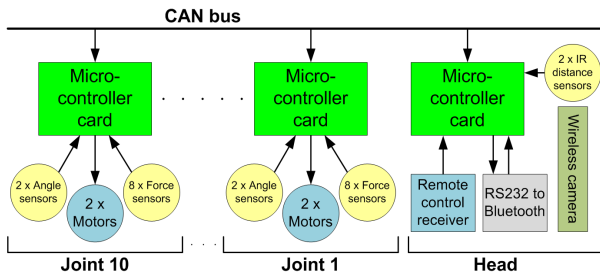 CAN bus
Micro-
controller
card
2 x Angle
sensors
2 x
Motors
8 x Force
sensors
Joint 10
Micro-
controller
card
2 x Angle
sensors
2 x
Motors
8 x Force
sensors
Joint 1
Micro-
controller
card
2 x IR
distance
sensors
Remote
control
receiver
RS232 to
Bluetooth
Wireless camera
Head